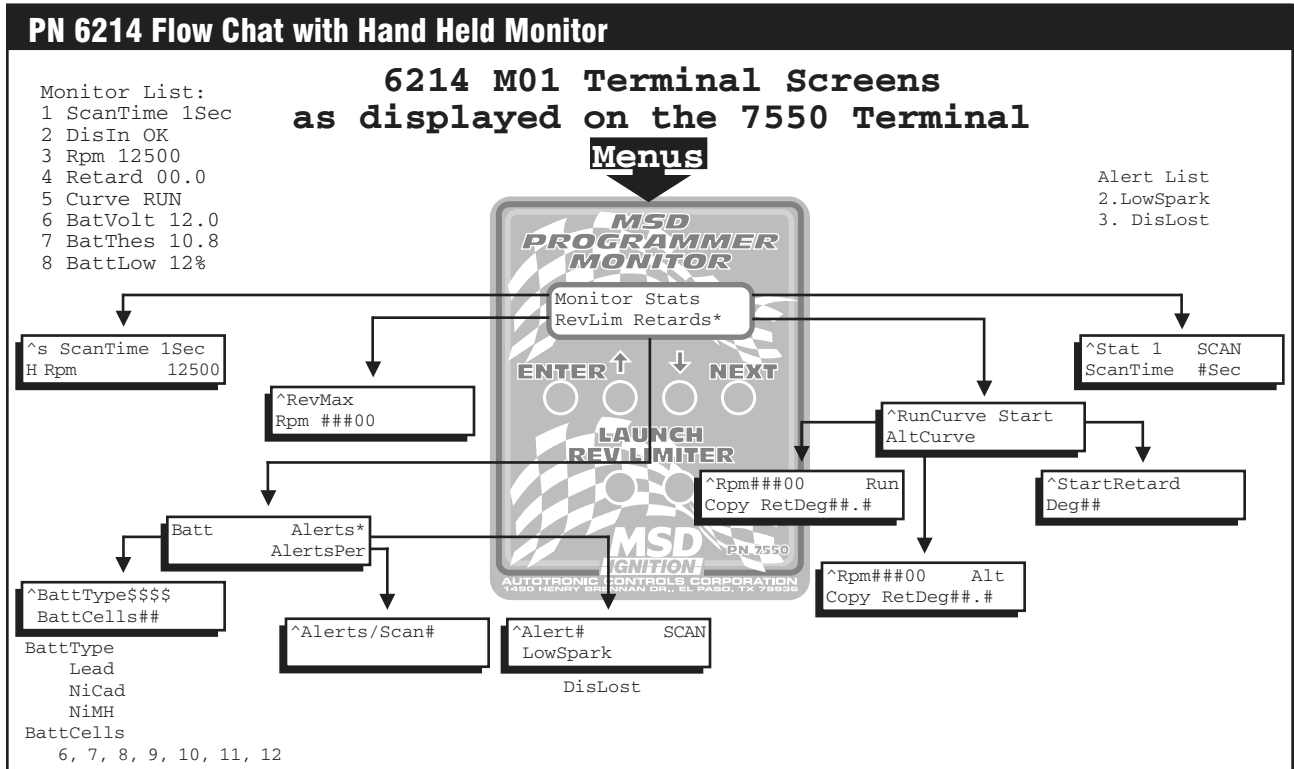 PN 6214 Flow Chat with Hand Held Monitor
6214 M01 Terminal Screens
as displayed on the 7550 Terminal
Menus
Monitor List:
1 ScanTime 1Sec
2 DisIn OK
3 Rpm 12500
4 Retard 00.0
5 Curve RUN
6 BatVolt 12.0
7 BatThes 10.8
8 BattLow 12%
Alert List
2.LowSpark
3. DisLost
MSD
PROGRAMMER
MONITOR
Monitor Stats
RevLim Retards*
^s ScanTime 1Sec
H Rpm 12500
^Stat 1 SCAN
ScanTime #Sec
ENTER ↑ ↓ NEXT
^RevMax
Rpm ###00
^RunCurve Start
AltCurve
LAUNCH
REV LIMITER
^Rpm###00 Run
Copy RetDeg##.#
^StartRetard
Deg##
Batt Alerts*
AlertsPer
MSD
IGNITION
PN 7550
AUTOTRONIC CONTROLS CORPORATION
1490 HENRY BRENNAN DR., EL PASO, TX 79936
^Rpm###00 Alt
Copy RetDeg##.#
^BattType$$$$
BattCells##
^Alerts/Scan#
^Alert# SCAN
LowSpark
DisLost
BattType
Lead
NiCad
NiMH
BattCells
6, 7, 8, 9, 10, 11, 12